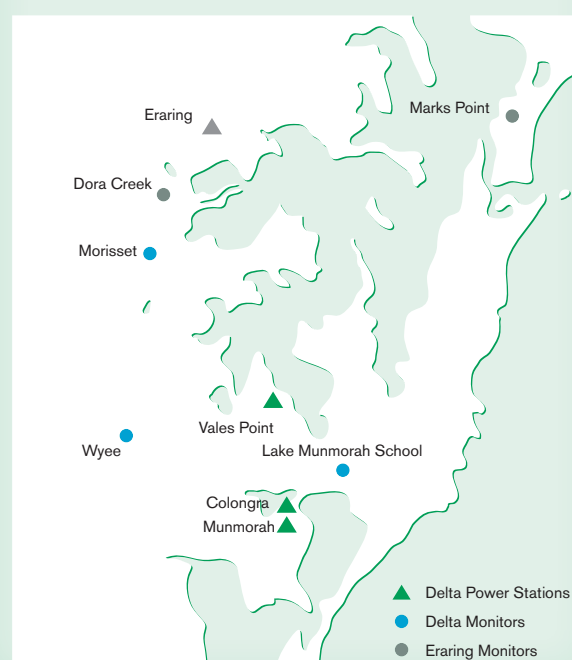 Marks Point
Eraring
Dora Creek
Morisset
Vales Point
Wyee
Lake Munmorah School
Colongra
Munmorah
Delta Power Stations
Delta Monitors
Eraring Monitors